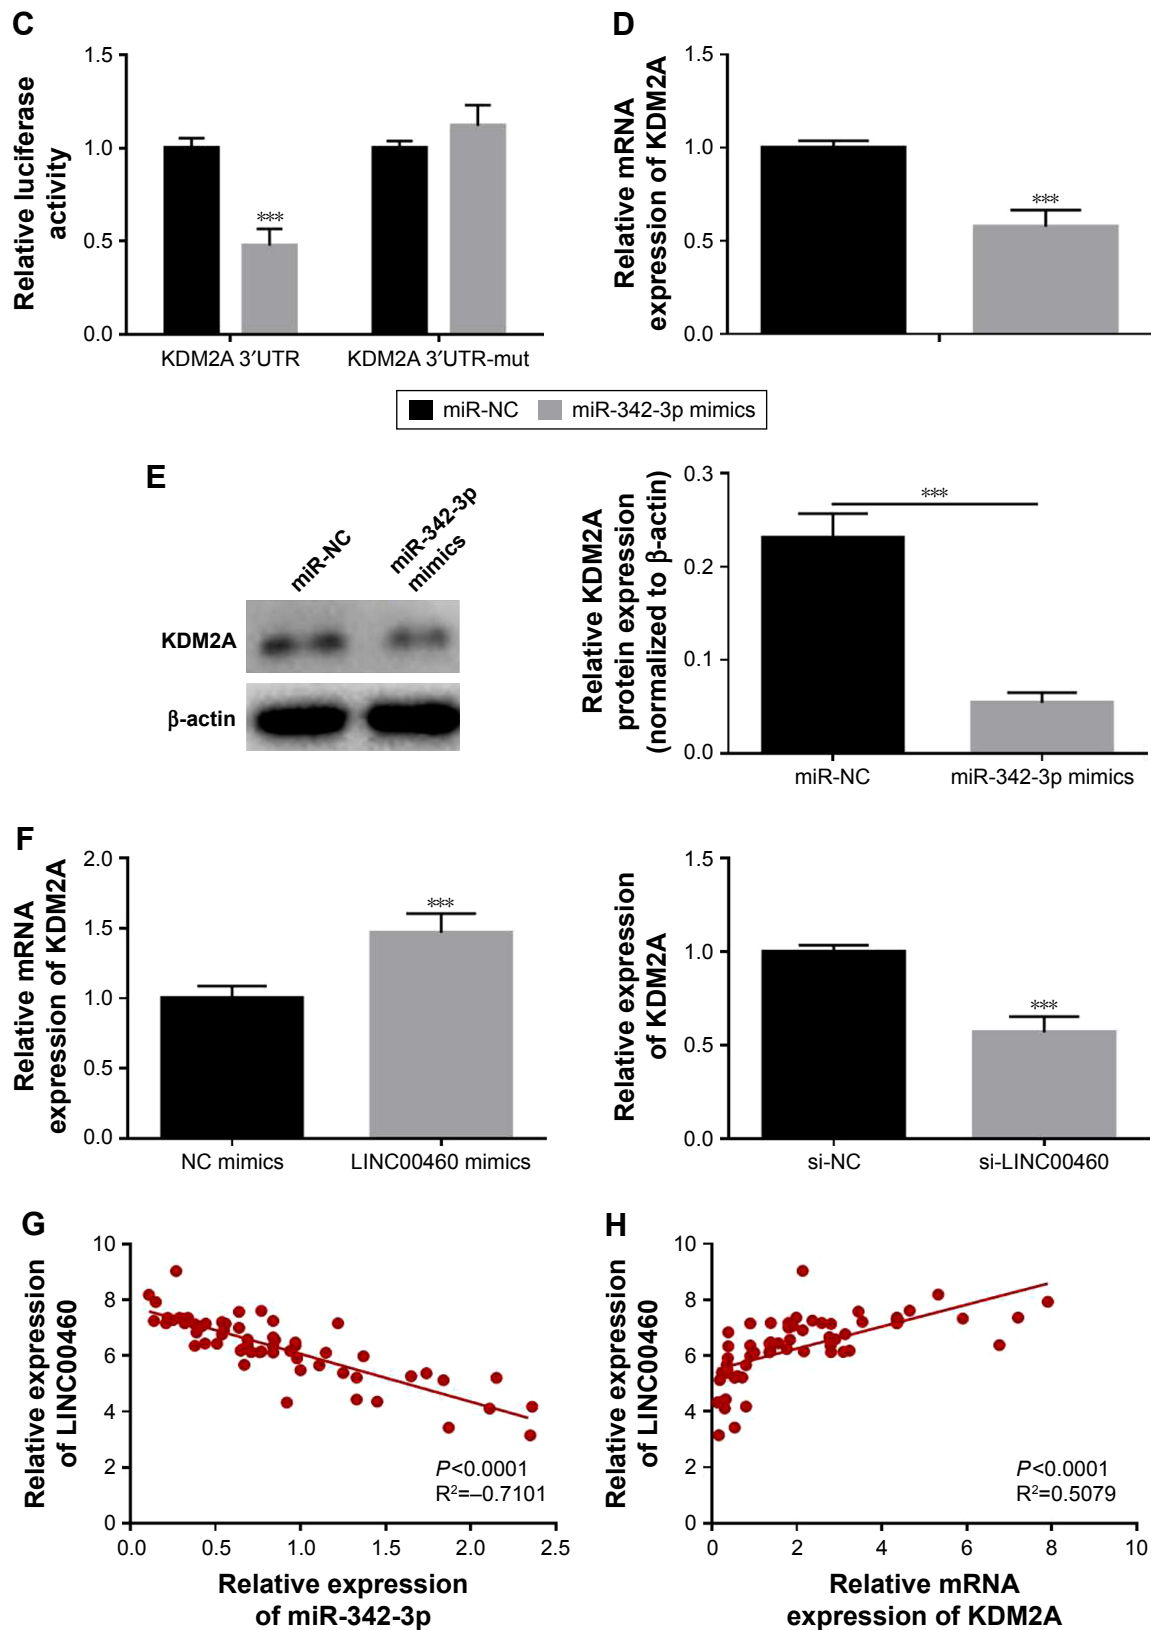 C
Relative luciferase
activity
1.5
1.0
0.5
0.0
***
KDM2A 3′UTR
KDM2A 3′UTR-mut
D
Relative mRNA
expression of KDM2A
1.5
1.0
0.5
0.0
***
miR-NC
miR-342-3p mimics
E
miR-NC
miR-342-3p
mimics
KDM2A
β-actin
Relative KDM2A
protein expression
(normalized to β-actin)
0.3
0.2
0.1
0.0
***
miR-NC
miR-342-3p mimics
F
Relative mRNA
expression of KDM2A
2.0
1.5
1.0
0.5
0.0
***
NC mimics
LINC00460 mimics
Relative expression
of KDM2A
1.5
1.0
0.5
0.0
***
si-NC
si-LINC00460
G
Relative expression
of LINC00460
10
8
6
4
2
0
P<0.0001
R²=–0.7101
0.0 0.5 1.0 1.5 2.0 2.5
Relative expression
of miR-342-3p
H
Relative expression
of LINC00460
10
8
6
4
2
0
P<0.0001
R²=0.5079
0 2 4 6 8 10
Relative mRNA
expression of KDM2A